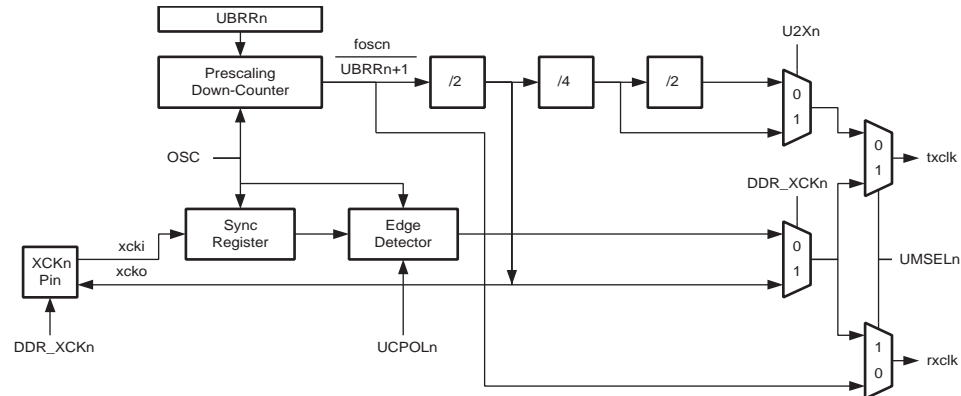 UBRRn
U2Xn
foscn
Prescaling
Down-Counter
UBRRn+1
/2
/4
/2
0
1
OSC
0
1
txclk
DDR_XCKn
Sync
Register
Edge
Detector
xcki
XCKn
Pin
xcko
0
1
UMSELn
DDR_XCKn
UCPOLn
1
0
rxclk